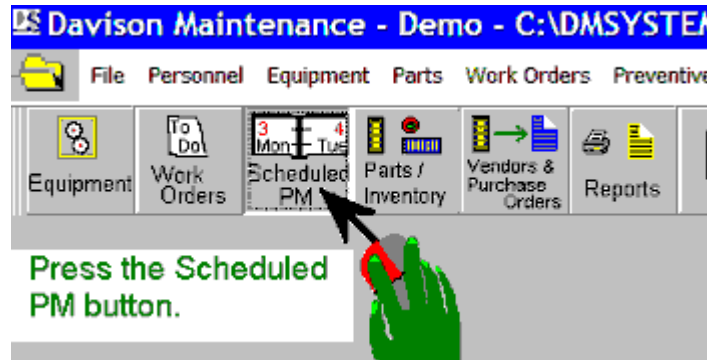 DS Davison Maintenance - Demo - C:\DMSYSTEM
File Personnel Equipment Parts Work Orders Preventive
Equipment
To Do
Work
Orders
3 4
Mon Tue
Scheduled
PM
Parts /
Inventory
Vendors &
Purchase
Orders
Reports
Press the Scheduled
PM button.